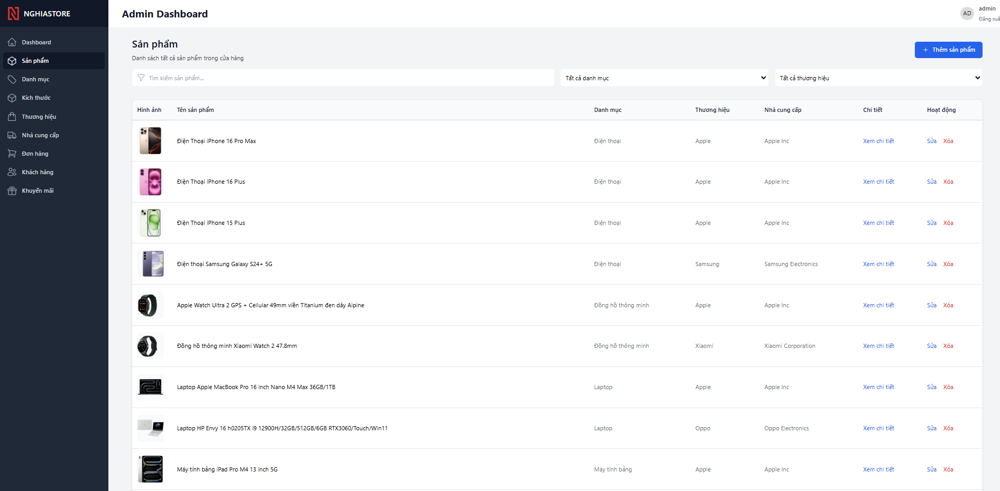 NGHIASTORE
Admin Dashboard
AD
admin
Đăng xuấ
Dashboard
Sản phẩm
Danh mục
Kích thước
Thương hiệu
Nhà cung cấp
Đơn hàng
Khách hàng
Khuyến mãi
Sản phẩm
Danh sách tất cả sản phẩm trong cửa hàng
+ Thêm sản phẩm
Tìm kiếm sản phẩm...
Tất cả danh mục
Tất cả thương hiệu
Hình ảnh Tên sản phẩm Danh mục Thương hiệu Nhà cung cấp Chi tiết Hoạt động
Điện Thoại iPhone 16 Pro Max Điện thoại Apple Apple Inc Xem chi tiết Sửa Xóa
Điện Thoại iPhone 16 Plus Điện thoại Apple Apple Inc Xem chi tiết Sửa Xóa
Điện Thoại iPhone 15 Plus Điện thoại Apple Apple Inc Xem chi tiết Sửa Xóa
Điện thoại Samsung Galaxy S24+ 5G Điện thoại Samsung Samsung Electronics Xem chi tiết Sửa Xóa
Apple Watch Ultra 2 GPS + Cellular 49mm viền Titanium đen dây Alpine Đồng hồ thông minh Apple Apple Inc Xem chi tiết Sửa Xóa
Đồng hồ thông minh Xiaomi Watch 2 47.8mm Đồng hồ thông minh Xiaomi Xiaomi Corporation Xem chi tiết Sửa Xóa
Laptop Apple MacBook Pro 16 inch Nano M4 Max 36GB/1TB Laptop Apple Apple Inc Xem chi tiết Sửa Xóa
Laptop HP Envy 16 h0205TX i9 12900H/32GB/512GB/6GB RTX3060/Touch/Win11 Laptop Oppo Oppo Electronics Xem chi tiết Sửa Xóa
Máy tính bảng iPad Pro M4 13 inch 5G Máy tính bảng Apple Apple Inc Xem chi tiết Sửa Xóa